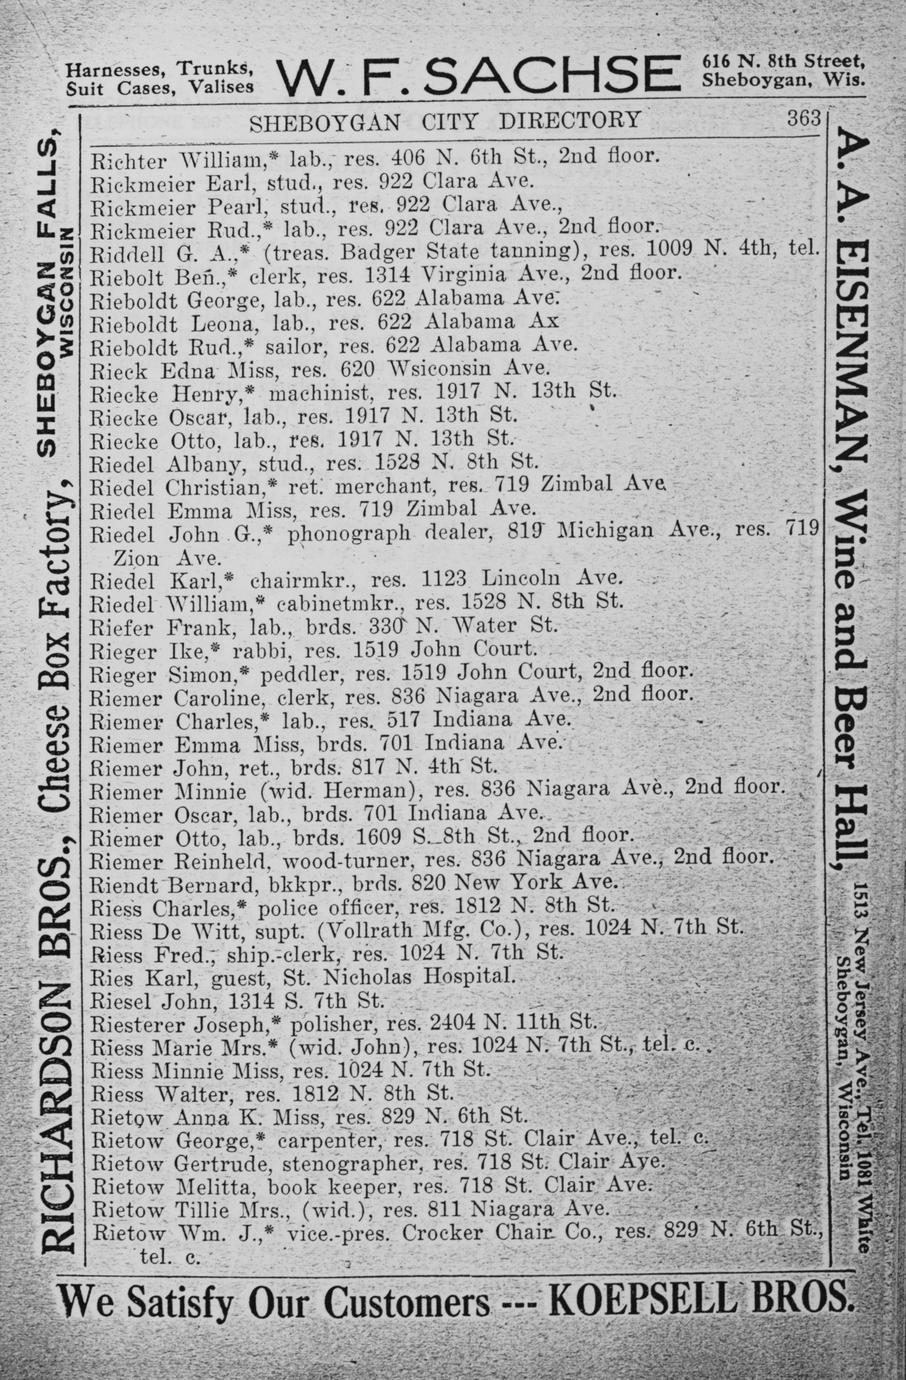 Harnesses, Trunks,
Suit Cases, Valises
W. F. SACHSE
616 N. 8th Street,
Sheboygan, Wis.
SHEBOYGAN CITY DIRECTORY 363
Richter William,* lab., res. 406 N. 6th St., 2nd floor.
Rickmeier Earl, stud., res. 922 Clara Ave.
Rickmeier Pearl, stud., res. 922 Clara Ave.,
Rickmeier Rud.,* lab., res. 922 Clara Ave., 2nd floor.
Riddell G. A.,* (treas. Badger State tanning), res. 1009 N. 4th, tel.
Riebolt Ben.,* clerk, res. 1314 Virginia Ave., 2nd floor.
Rieboldt George, lab., res. 622 Alabama Ave.
Rieboldt Leona, lab., res. 622 Alabama Ax
Rieboldt Rud.,* sailor, res. 622 Alabama Ave.
Rieck Edna Miss, res. 620 Wsiconsin Ave.
Riecke Henry,* machinist, res. 1917 N. 13th St.
Riecke Oscar, lab., res. 1917 N. 13th St.
Riecke Otto, lab., res. 1917 N. 13th St.
Riedel Albany, stud., res. 1528 N. 8th St.
Riedel Christian,* ret. merchant, res. 719 Zimbal Ave
Riedel Emma Miss, res. 719 Zimbal Ave.
Riedel John G.,* phonograph dealer, 819 Michigan Ave., res. 719
Zion Ave.
Riedel Karl,* chairmkr., res. 1123 Lincoln Ave.
Riedel William,* cabinetmkr., res. 1528 N. 8th St.
Riefer Frank, lab., brds. 330 N. Water St.
Rieger Ike,* rabbi, res. 1519 John Court.
Rieger Simon,* peddler, res. 1519 John Court, 2nd floor.
Riemer Caroline, clerk, res. 836 Niagara Ave., 2nd floor.
Riemer Charles,* lab., res. 517 Indiana Ave.
Riemer Emma Miss, brds. 701 Indiana Ave.
Riemer John, ret., brds. 817 N. 4th St.
Riemer Minnie (wid. Herman), res. 836 Niagara Ave., 2nd floor.
Riemer Oscar, lab., brds. 701 Indiana Ave.
Riemer Otto, lab., brds. 1609 S. 8th St., 2nd floor.
Riemer Reinheld, wood-turner, res. 836 Niagara Ave., 2nd floor.
Riendt Bernard, bkkpr., brds. 820 New York Ave.
Riess Charles,* police officer, res. 1812 N. 8th St.
Riess De Witt, supt. (Vollrath Mfg. Co.), res. 1024 N. 7th St.
Riess Fred., ship.-clerk, res. 1024 N. 7th St.
Ries Karl, guest, St. Nicholas Hospital.
Riesel John, 1314 S. 7th St.
Riesterer Joseph,* polisher, res. 2404 N. 11th St.
Riess Marie Mrs.* (wid. John), res. 1024 N. 7th St., tel. c.
Riess Minnie Miss, res. 1024 N. 7th St.
Riess Walter, res. 1812 N. 8th St.
Rietow Anna K. Miss, res. 829 N. 6th St.
Rietow George,* carpenter, res. 718 St. Clair Ave., tel. c.
Rietow Gertrude, stenographer, res. 718 St. Clair Ave.
Rietow Melitta, book keeper, res. 718 St. Clair Ave.
Rietow Tillie Mrs., (wid.), res. 811 Niagara Ave.
Rietow Wm. J.,* vice.-pres. Crocker Chair Co., res. 829 N. 6th St.,
tel. c.
RICHARDSON BROS., Cheese Box Factory, SHEBOYGAN FALLS,
WISCONSIN
A. A. EISENMAN, Wine and Beer Hall,
1513 New Jersey Ave., Tel. 1081 White
Sheboygan, Wisconsin
We Satisfy Our Customers --- KOEPSELL BROS.